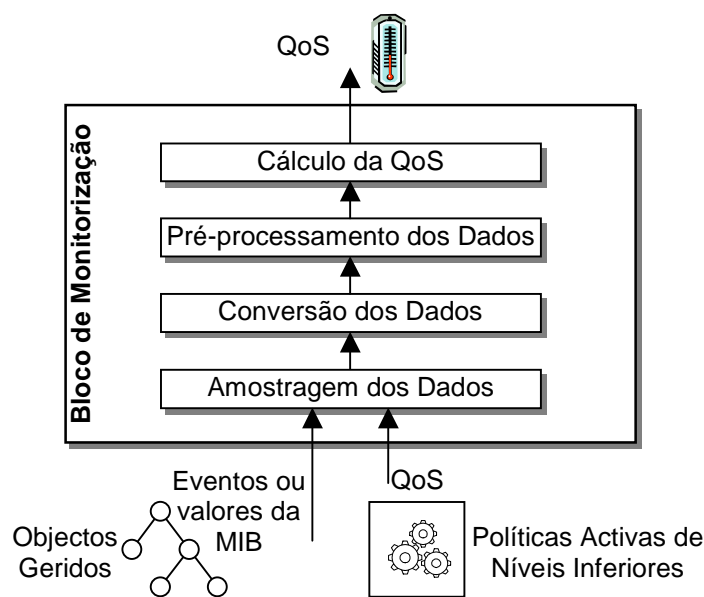 QoS
Bloco de Monitorização
Cálculo da QoS
Pré-processamento dos Dados
Conversão dos Dados
Amostragem dos Dados
Eventos ou
valores da
MIB
QoS
Objectos
Geridos
Políticas Activas de
Níveis Inferiores